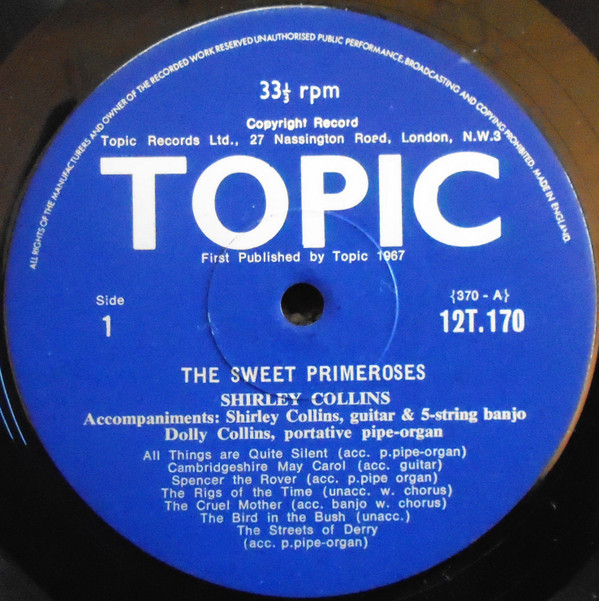 ALL RIGHTS OF THE MANUFACTURERS AND OWNER OF THE RECORDED WORK RESERVED UNAUTHORISED PUBLIC PERFORMANCE, BROADCASTING AND COPYING PROHIBITED. MADE IN ENGLAND.
33⅓ rpm
Copyright Record
Topic Records Ltd., 27 Nassington Road, London, N.W.3
TOPIC
First Published by Topic 1967
Side
1
{370 - A}
12T.170
THE SWEET PRIMEROSES
SHIRLEY COLLINS
Accompaniments: Shirley Collins, guitar & 5-string banjo
Dolly Collins, portative pipe-organ
All Things are Quite Silent (acc. p.pipe-organ)
Cambridgeshire May Carol (acc. guitar)
Spencer the Rover (acc. p.pipe organ)
The Rigs of the Time (unacc. w. chorus)
The Cruel Mother (acc. banjo w. chorus)
The Bird in the Bush (unacc.)
The Streets of Derry
(acc. p.pipe-organ)